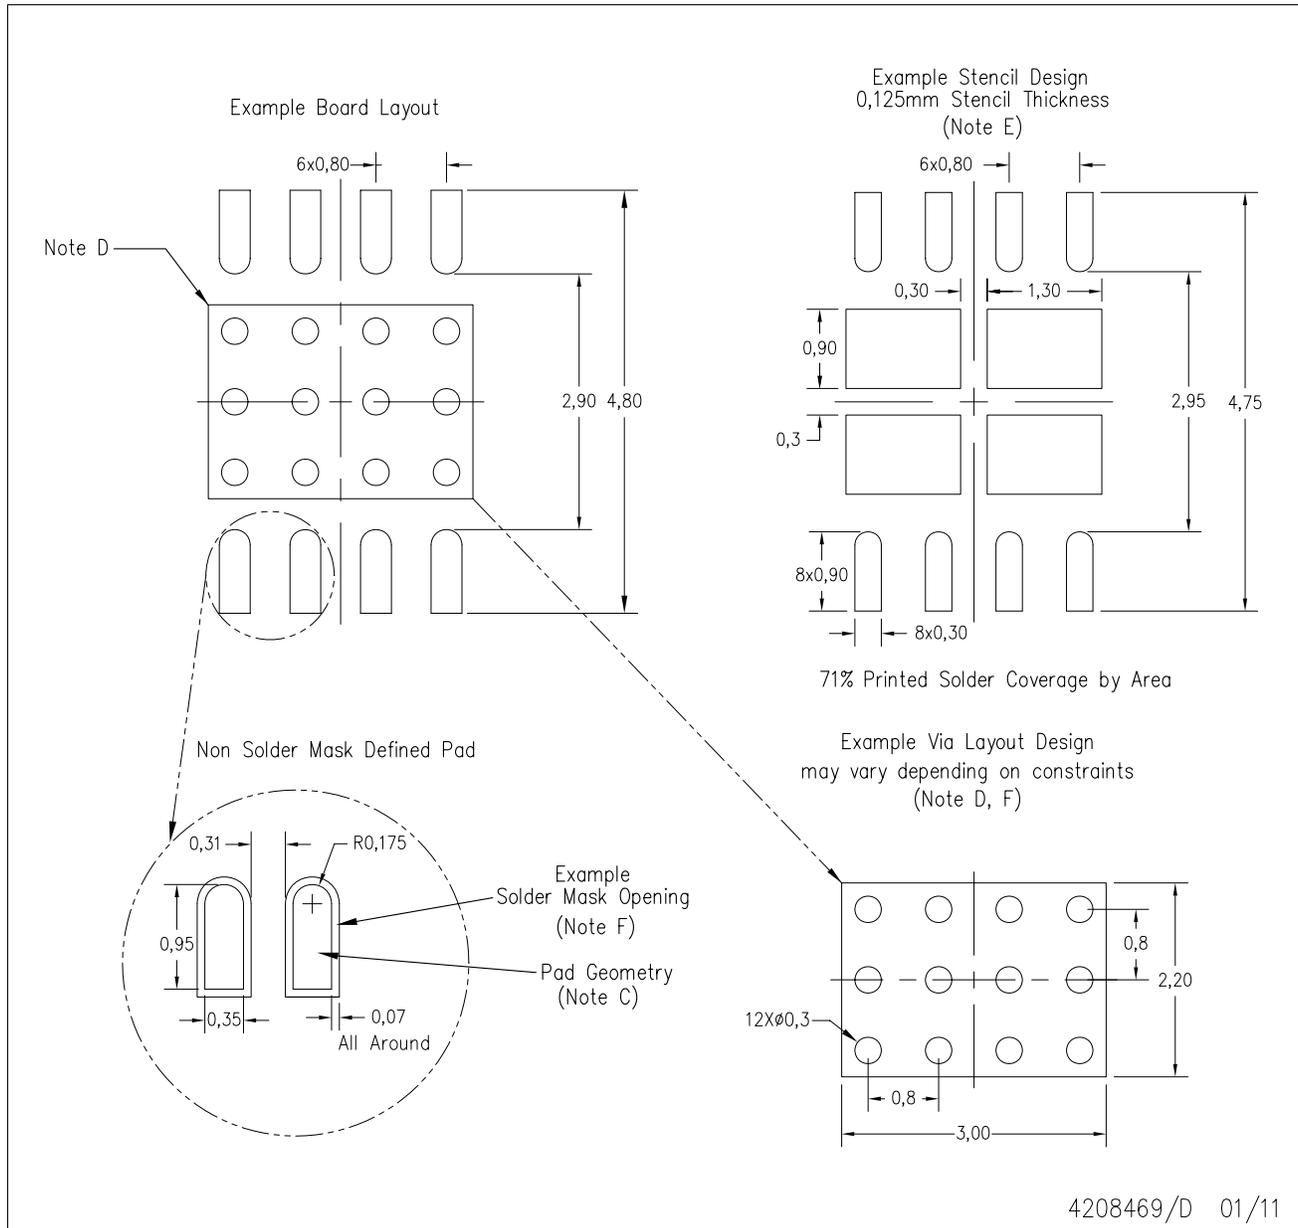 Example Board Layout
6x0,80
Note D
2,90
4,80
Example Stencil Design
0,125mm Stencil Thickness
(Note E)
6x0,80
0,30
1,30
0,90
0,3
2,95
4,75
8x0,90
8x0,30
71% Printed Solder Coverage by Area
Non Solder Mask Defined Pad
0,31
R0,175
0,95
0,35
0,07
All Around
Example
Solder Mask Opening
(Note F)
Pad Geometry
(Note C)
Example Via Layout Design
may vary depending on constraints
(Note D, F)
0,8
2,20
12Xø0,3
0,8
3,00
4208469/D 01/11